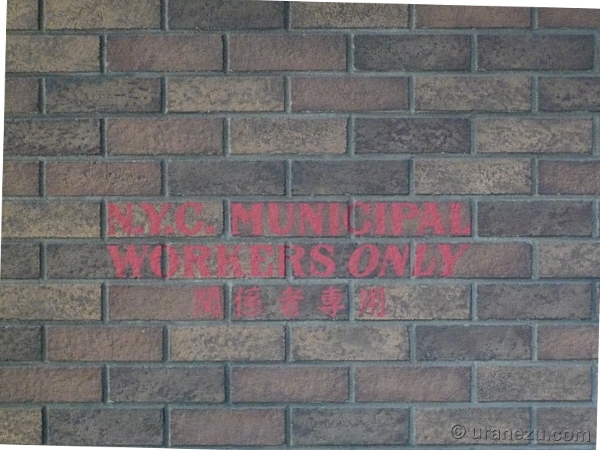 N.Y.C. MUNICIPAL
WORKERS ONLY
関係者専用
© uranezu.com